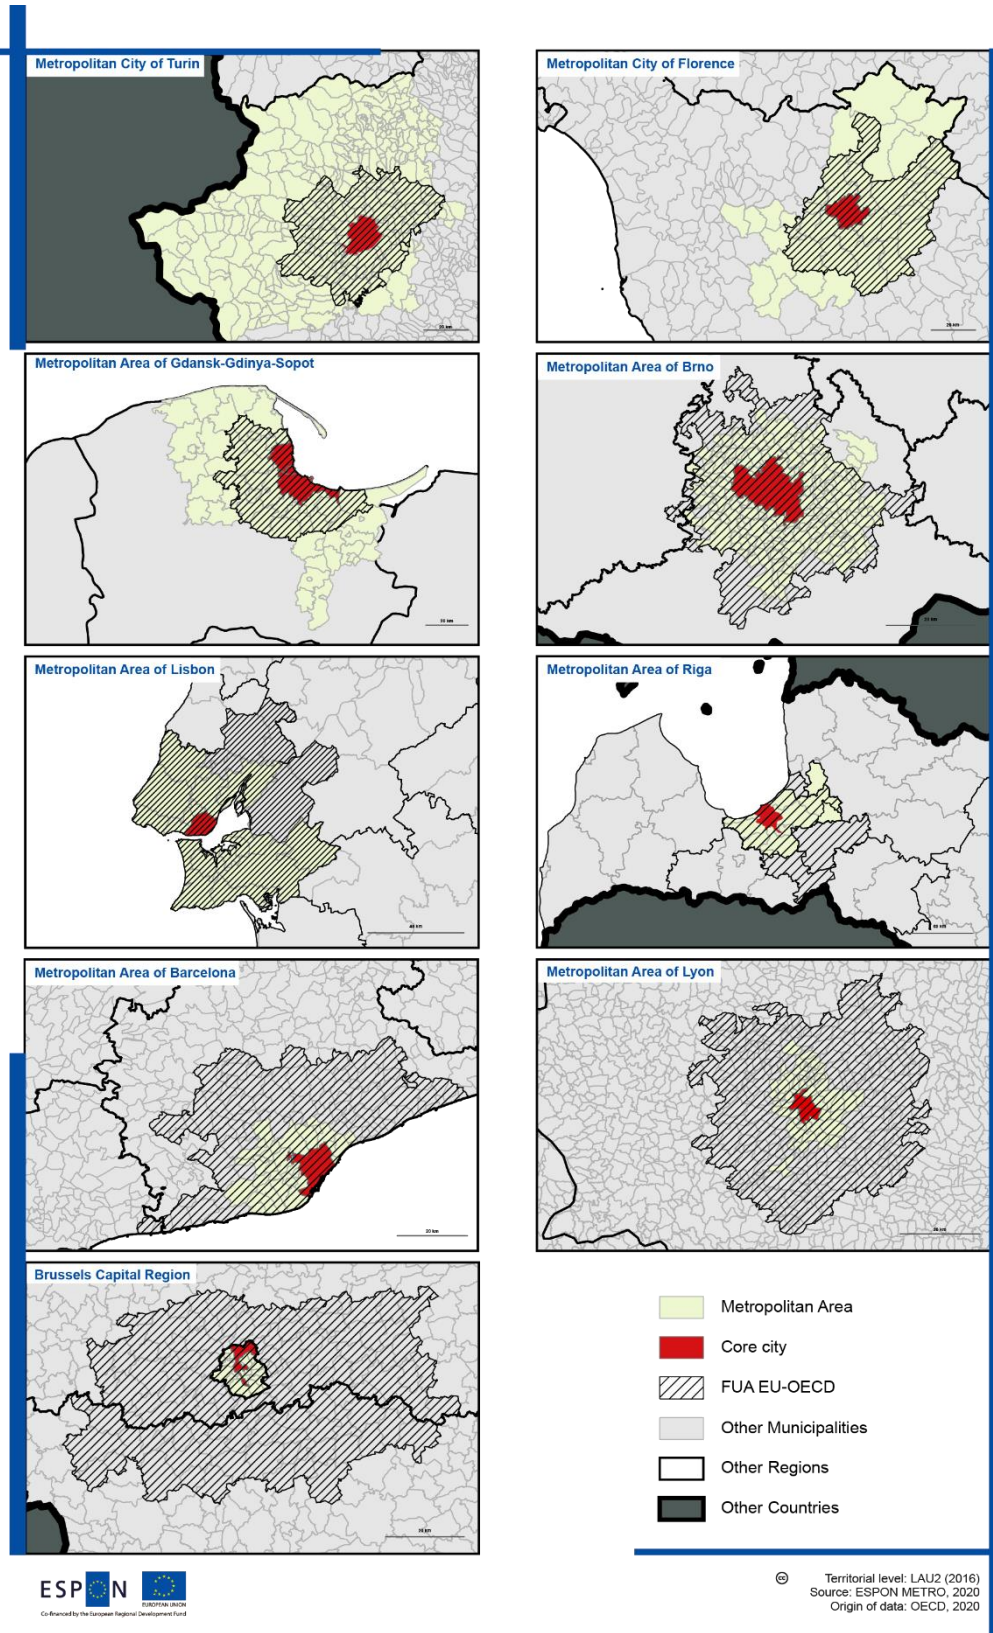 Metropolitan City of Turin
Metropolitan City of Florence
Metropolitan Area of Gdansk-Gdinya-Sopot
Metropolitan Area of Brno
Metropolitan Area of Lisbon
Metropolitan Area of Riga
Metropolitan Area of Barcelona
Metropolitan Area of Lyon
Brussels Capital Region
Metropolitan Area
Core city
FUA EU-OECD
Other Municipalities
Other Regions
Other Countries
ESPON
EUROPEAN UNION
Co-financed by the European Regional Development Fund
cc
Territorial level: LAU2 (2016)
Source: ESPON METRO, 2020
Origin of data: OECD, 2020